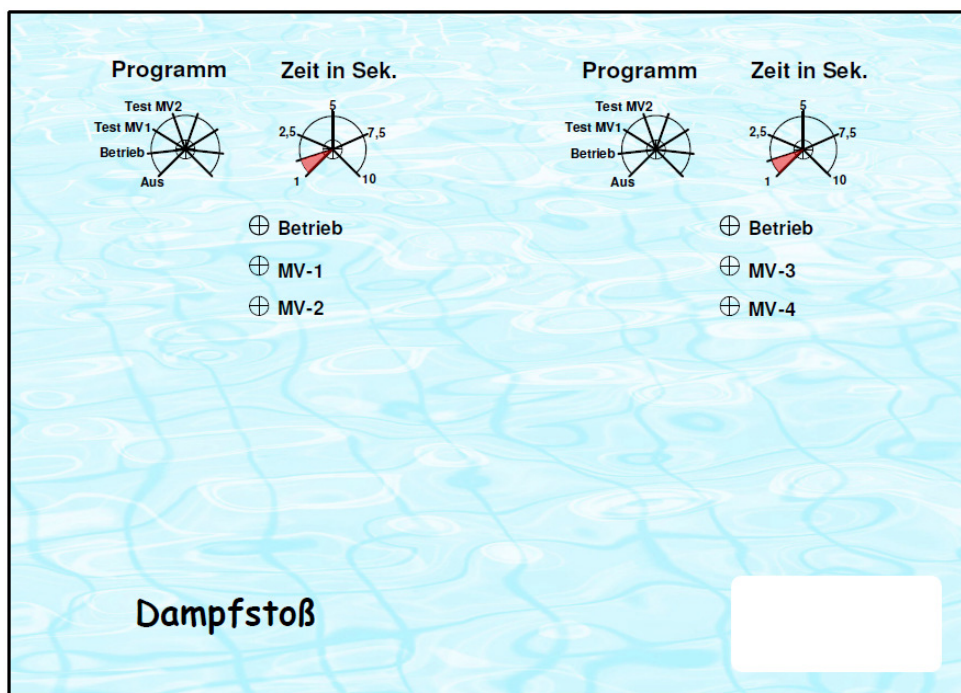 Programm
Zeit in Sek.
Test MV2
Test MV1
Betrieb
Aus
5
2,5
7,5
1
10
Betrieb
MV-1
MV-2
Programm
Zeit in Sek.
Test MV2
Test MV1
Betrieb
Aus
5
2,5
7,5
1
10
Betrieb
MV-3
MV-4
Dampfstoß